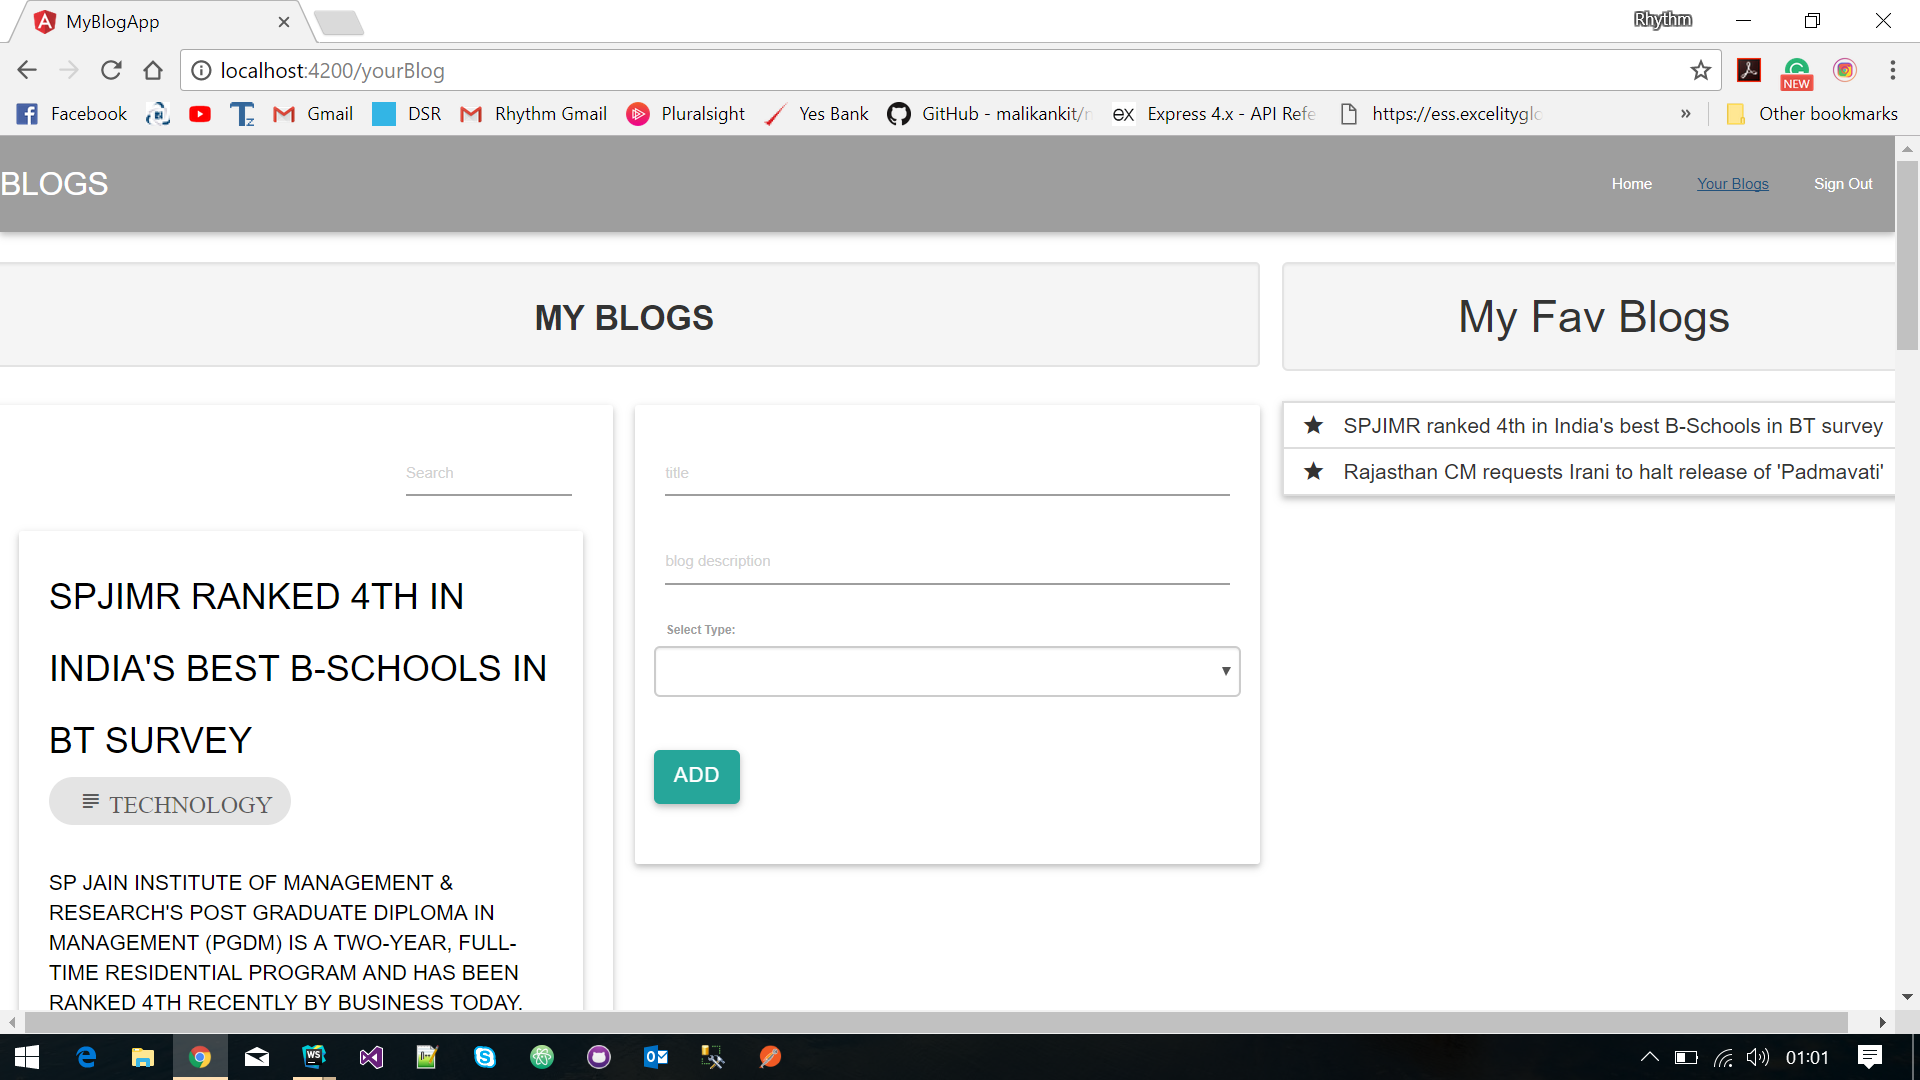 MyBlogApp
Rhythm
localhost:4200/yourBlog
NEW
Facebook
Tz
Gmail
DSR
Rhythm Gmail
Pluralsight
Yes Bank
GitHub - malikankit/
ex
Express 4.x - API Refe
https://ess.excelityglo
»
Other bookmarks
BLOGS
Home
Your Blogs
Sign Out
MY BLOGS
My Fav Blogs
Search
title
blog description
Select Type:
ADD
SPJIMR ranked 4th in India's best B-Schools in BT survey
Rajasthan CM requests Irani to halt release of 'Padmavati'
SPJIMR RANKED 4TH IN
INDIA'S BEST B-SCHOOLS IN
BT SURVEY
TECHNOLOGY
SP JAIN INSTITUTE OF MANAGEMENT &
RESEARCH'S POST GRADUATE DIPLOMA IN
MANAGEMENT (PGDM) IS A TWO-YEAR, FULL-
TIME RESIDENTIAL PROGRAM AND HAS BEEN
RANKED 4TH RECENTLY BY BUSINESS TODAY.
WS
01:01